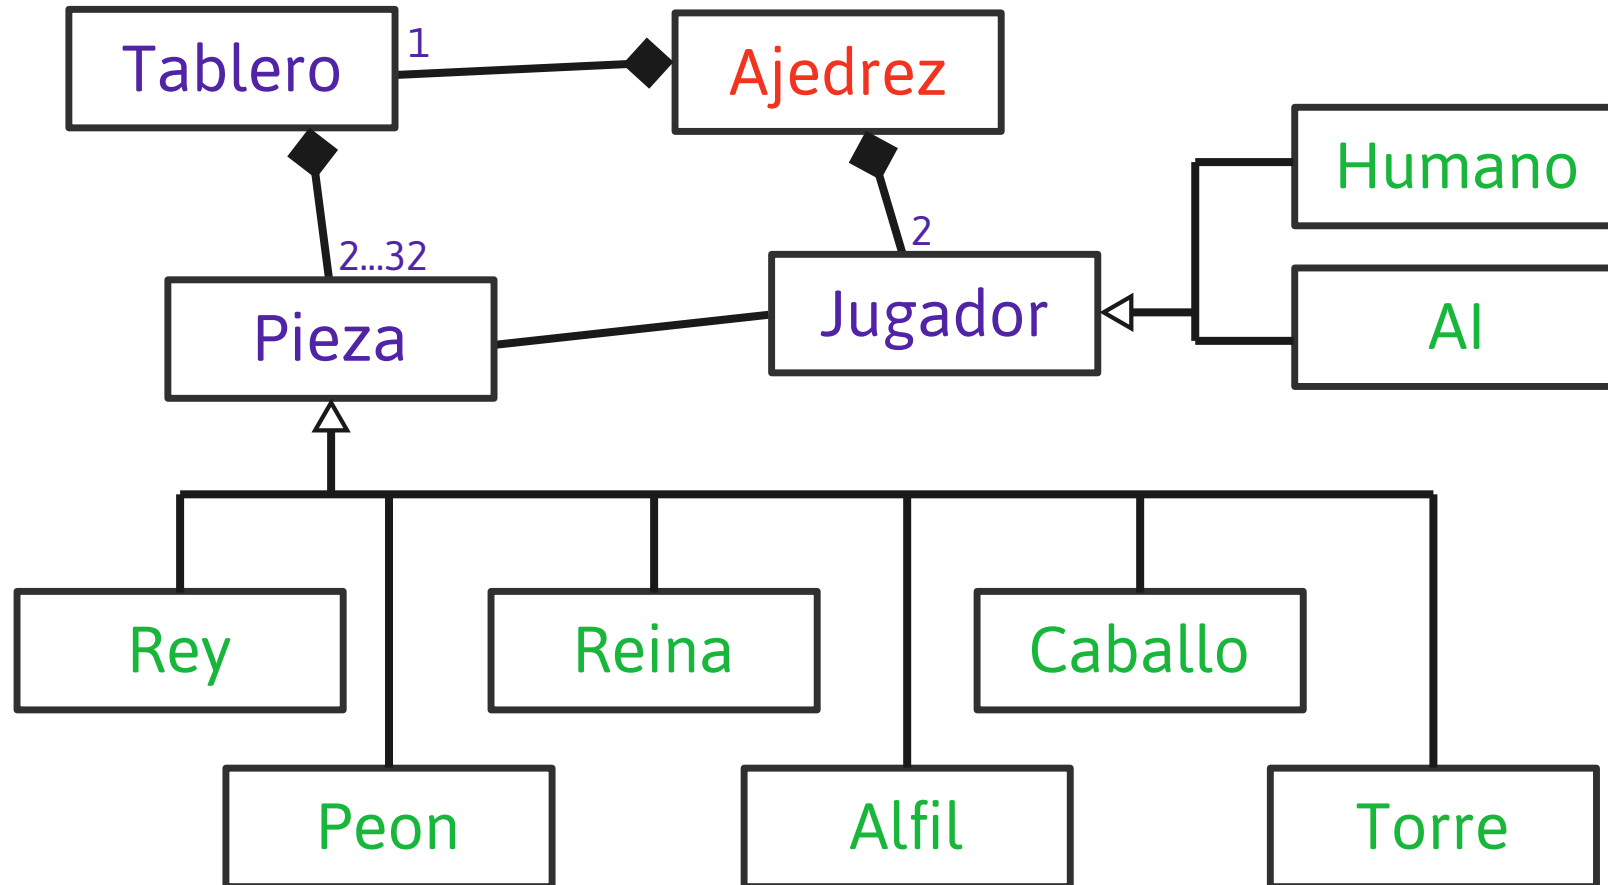 Tablero
1
Ajedrez
Humano
2
2...32
Jugador
Pieza
AI
Rey
Reina
Caballo
Peon
Alfil
Torre